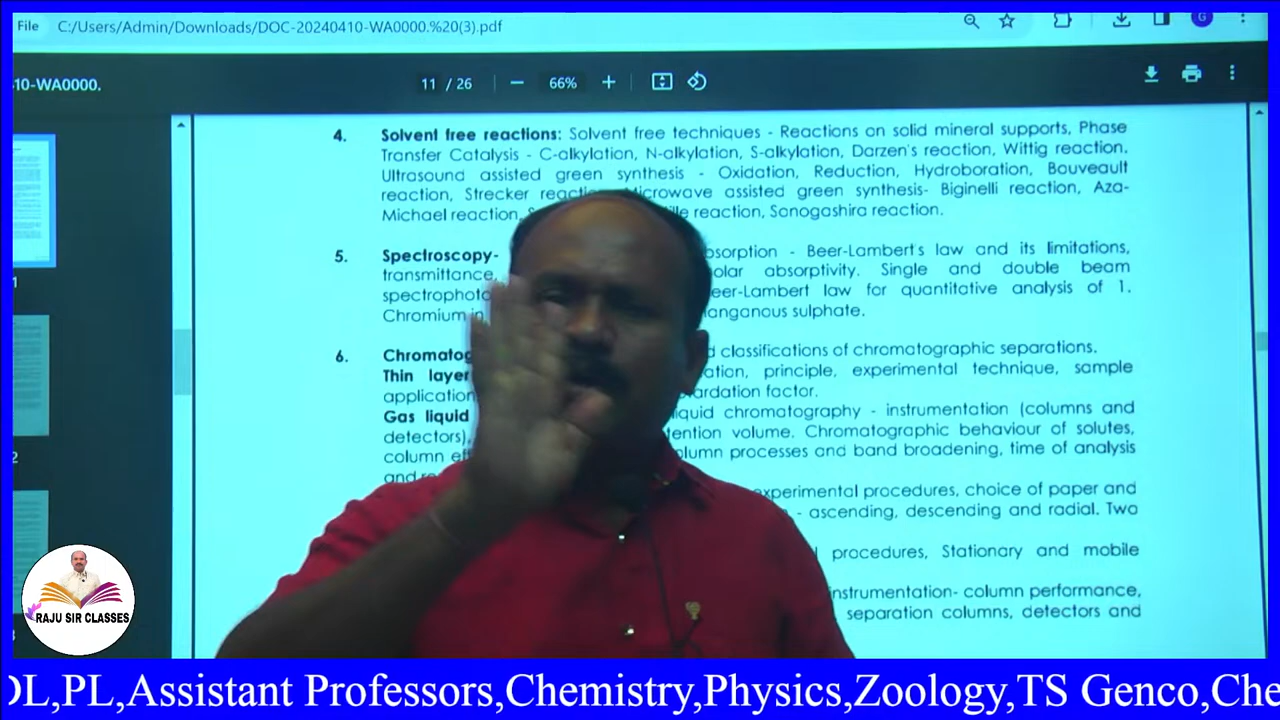 File C:/Users/Admin/Downloads/DOC-20240410-WA0000.%20(3).pdf
G
10-WA0000. 11 / 26 66%
4. Solvent free reactions: Solvent free techniques - Reactions on solid mineral supports, Phase
Transfer Catalysis - C-alkylation, N-alkylation, S-alkylation, Darzen's reaction, Wittig reaction.
Ultrasound assisted green synthesis - Oxidation, Reduction, Hydroboration, Bouveault
reaction, Strecker Microwave assisted green synthesis- Biginelli reaction, Aza-
Michael reaction, reaction, Sonogashira reaction.
5. Spectroscopy- absorption - Beer-Lambert's law and its limitations,
transmittance, molar absorptivity. Single and double beam
Beer-Lambert law for quantitative analysis of 1.
Chromium in manganous sulphate.
6. and classifications of chromatographic separations.
Thin layer principle, experimental technique, sample
application retardation factor.
Gas liquid liquid chromatography - instrumentation (columns and
detectors), retention volume. Chromatographic behaviour of solutes,
column column processes and band broadening, time of analysis
and
experimental procedures, choice of paper and
- ascending, descending and radial. Two
procedures, Stationary and mobile
instrumentation- column performance,
separation columns, detectors and
1
2
3
RAJU SIR CLASSES
DL,PL,Assistant Professors,Chemistry,Physics,Zoology,TS Genco,Che